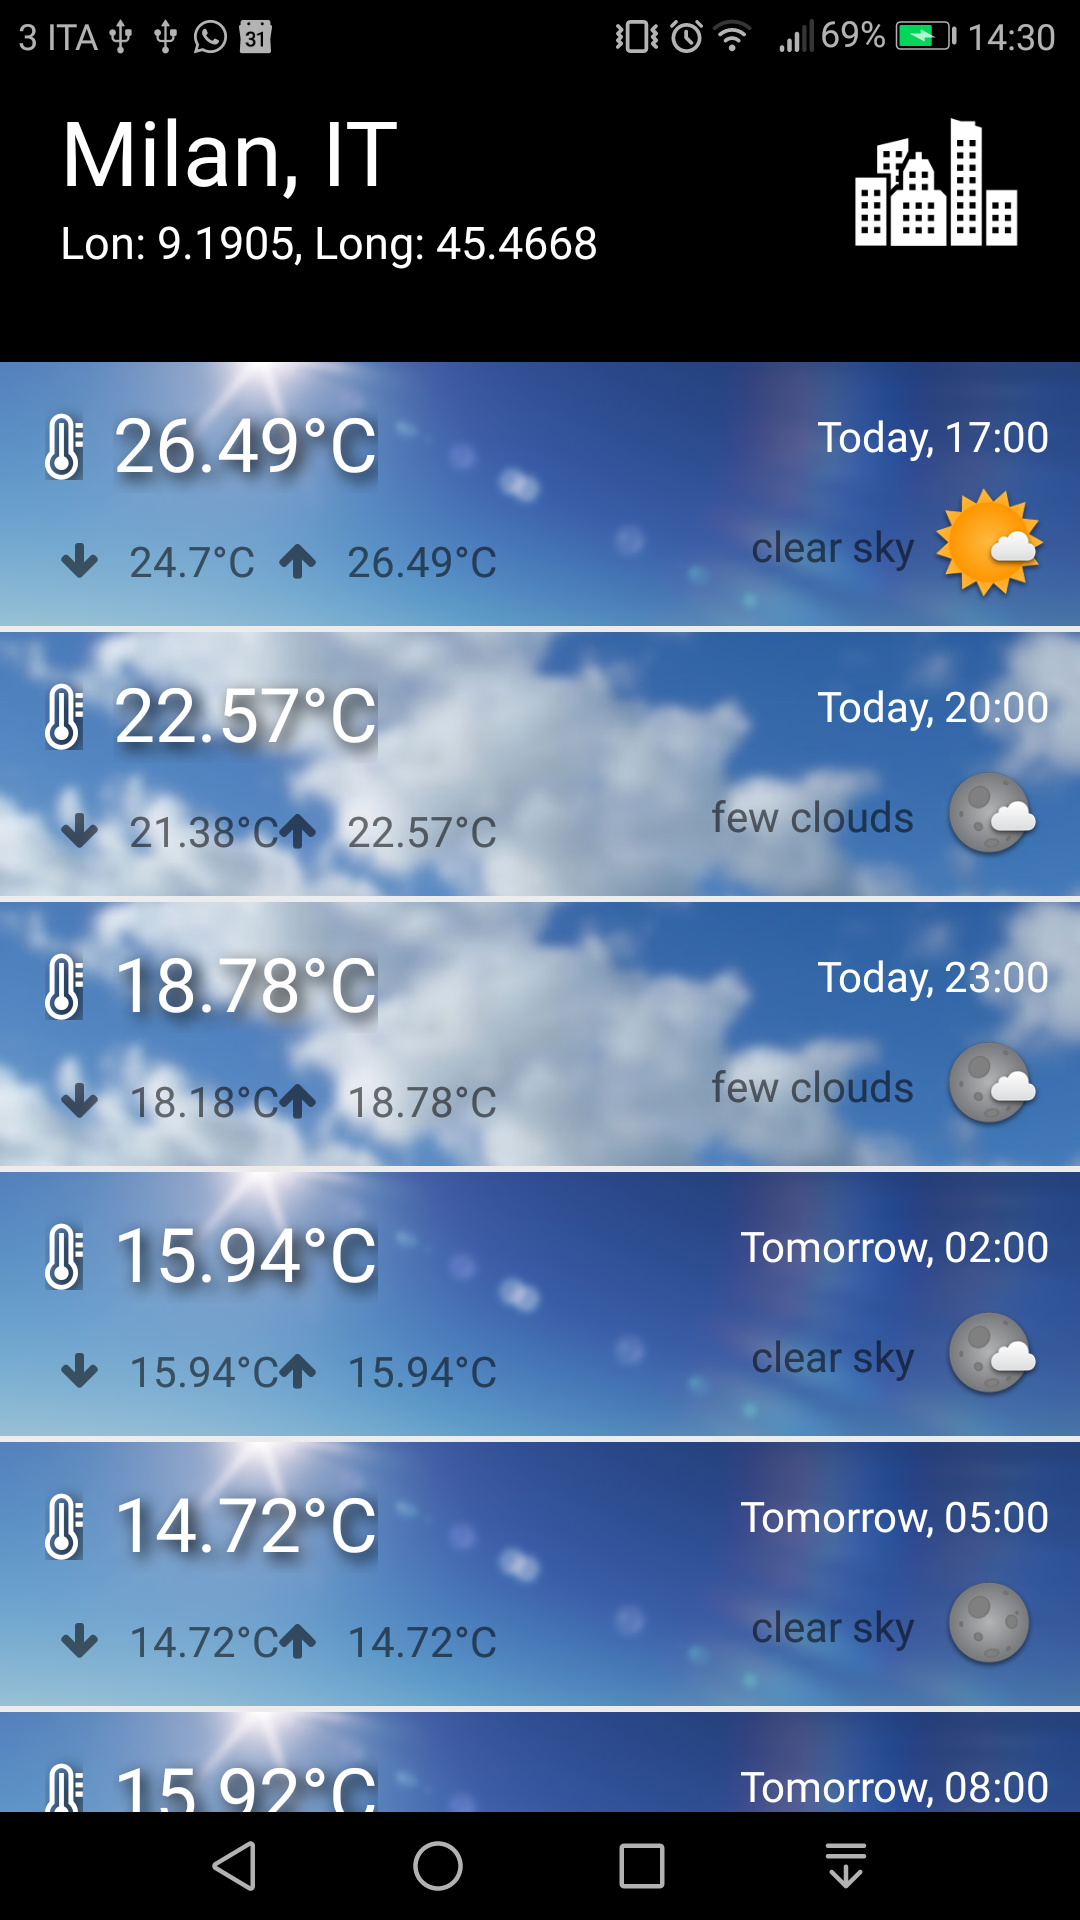 3 ITA 31 69% 14:30
Milan, IT
Lon: 9.1905, Long: 45.4668
26.49°C Today, 17:00
24.7°C 26.49°C clear sky
22.57°C Today, 20:00
21.38°C 22.57°C few clouds
18.78°C Today, 23:00
18.18°C 18.78°C few clouds
15.94°C Tomorrow, 02:00
15.94°C 15.94°C clear sky
14.72°C Tomorrow, 05:00
14.72°C 14.72°C clear sky
15.92°C Tomorrow, 08:00